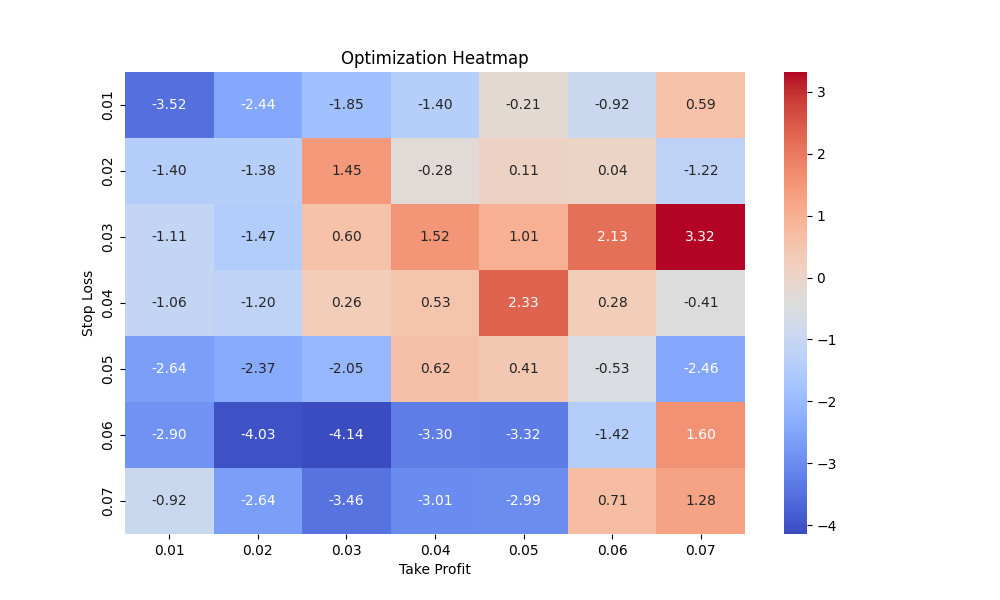 Optimization Heatmap
Stop Loss
0.01 -3.52 -2.44 -1.85 -1.40 -0.21 -0.92 0.59
0.02 -1.40 -1.38 1.45 -0.28 0.11 0.04 -1.22
0.03 -1.11 -1.47 0.60 1.52 1.01 2.13 3.32
0.04 -1.06 -1.20 0.26 0.53 2.33 0.28 -0.41
0.05 -2.64 -2.37 -2.05 0.62 0.41 -0.53 -2.46
0.06 -2.90 -4.03 -4.14 -3.30 -3.32 -1.42 1.60
0.07 -0.92 -2.64 -3.46 -3.01 -2.99 0.71 1.28
0.01 0.02 0.03 0.04 0.05 0.06 0.07
Take Profit
3
2
1
0
−1
−2
−3
−4